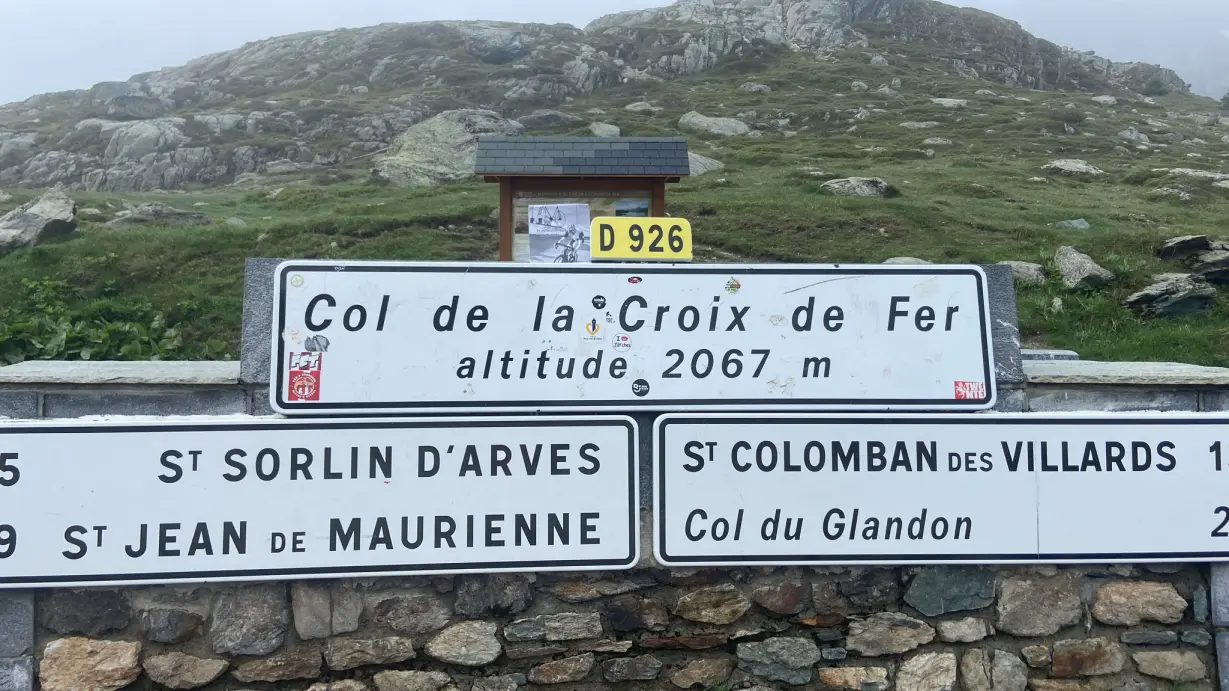 D 926
Col de la Croix de Fer
altitude 2067 m
5 ST SORLIN D'ARVES
9 ST JEAN DE MAURIENNE
ST COLOMBAN DES VILLARDS 1
Col du Glandon 2